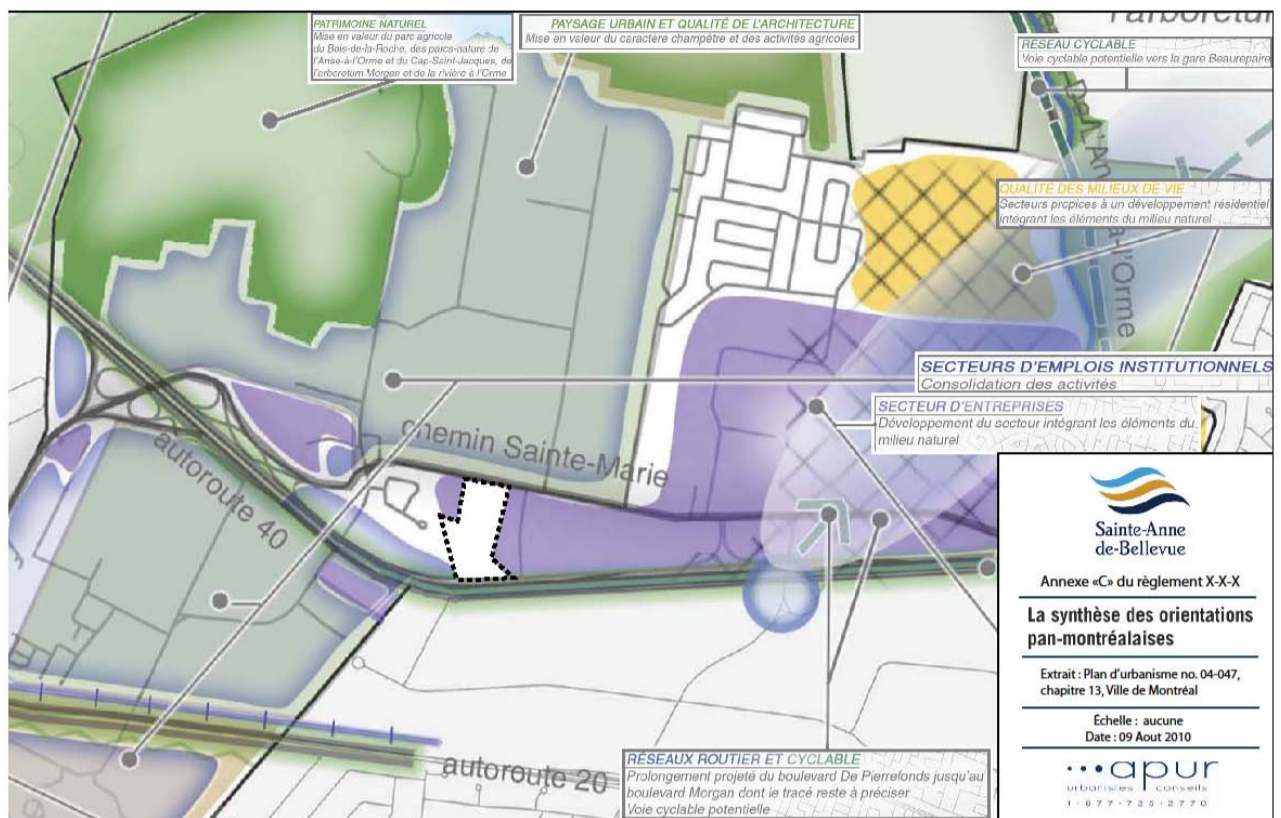 PATRIMOINE NATUREL
Mise en valeur du parc agricole
du Bois-de-la-Roche, des parcs-nature de
l'Anse-à-l'Orme et du Cap-Saint-Jacques, de
l'arboretum Morgan et de la rivière à l'Orme
PAYSAGE URBAIN ET QUALITÉ DE L'ARCHITECTURE
Mise en valeur du caractère champêtre et des activités agricoles
l'arboretum
RÉSEAU CYCLABLE
Voie cyclable potentielle vers la gare Beaurepaire
De L'An
a-l'Orme
QUALITÉ DES MILIEUX DE VIE
Secteurs propices à un développement résidentiel
intégrant les éléments du milieu naturel
SECTEURS D'EMPLOIS INSTITUTIONNELS
Consolidation des activités
SECTEUR D'ENTREPRISES
Développement du secteur intégrant les éléments du
milieu naturel
chemin Sainte-Marie
autoroute 40
autoroute 20
RÉSEAUX ROUTIER ET CYCLABLE
Prolongement projeté du boulevard De Pierrefonds jusqu'au
boulevard Morgan dont le tracé reste à préciser
Voie cyclable potentielle
Sainte-Anne
de-Bellevue
Annexe «C» du règlement X-X-X
La synthèse des orientations
pan-montréalaises
Extrait : Plan d'urbanisme no. 04-047,
chapitre 13, Ville de Montréal
Échelle : aucune
Date : 09 Aout 2010
apur
urbanistes conseils
1-877-725-2770